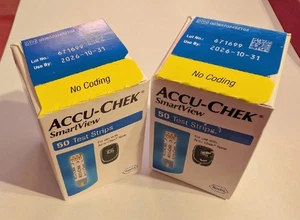 Lot No.: 671699
Use By: 2026-10-31
No Coding
ACCU-CHEK®
SmartView
50 Test Strips
Lot No.: 671699
Use By: 2026-10-31
No Coding
ACCU-CHEK®
SmartView
50 Test Strips
Roche